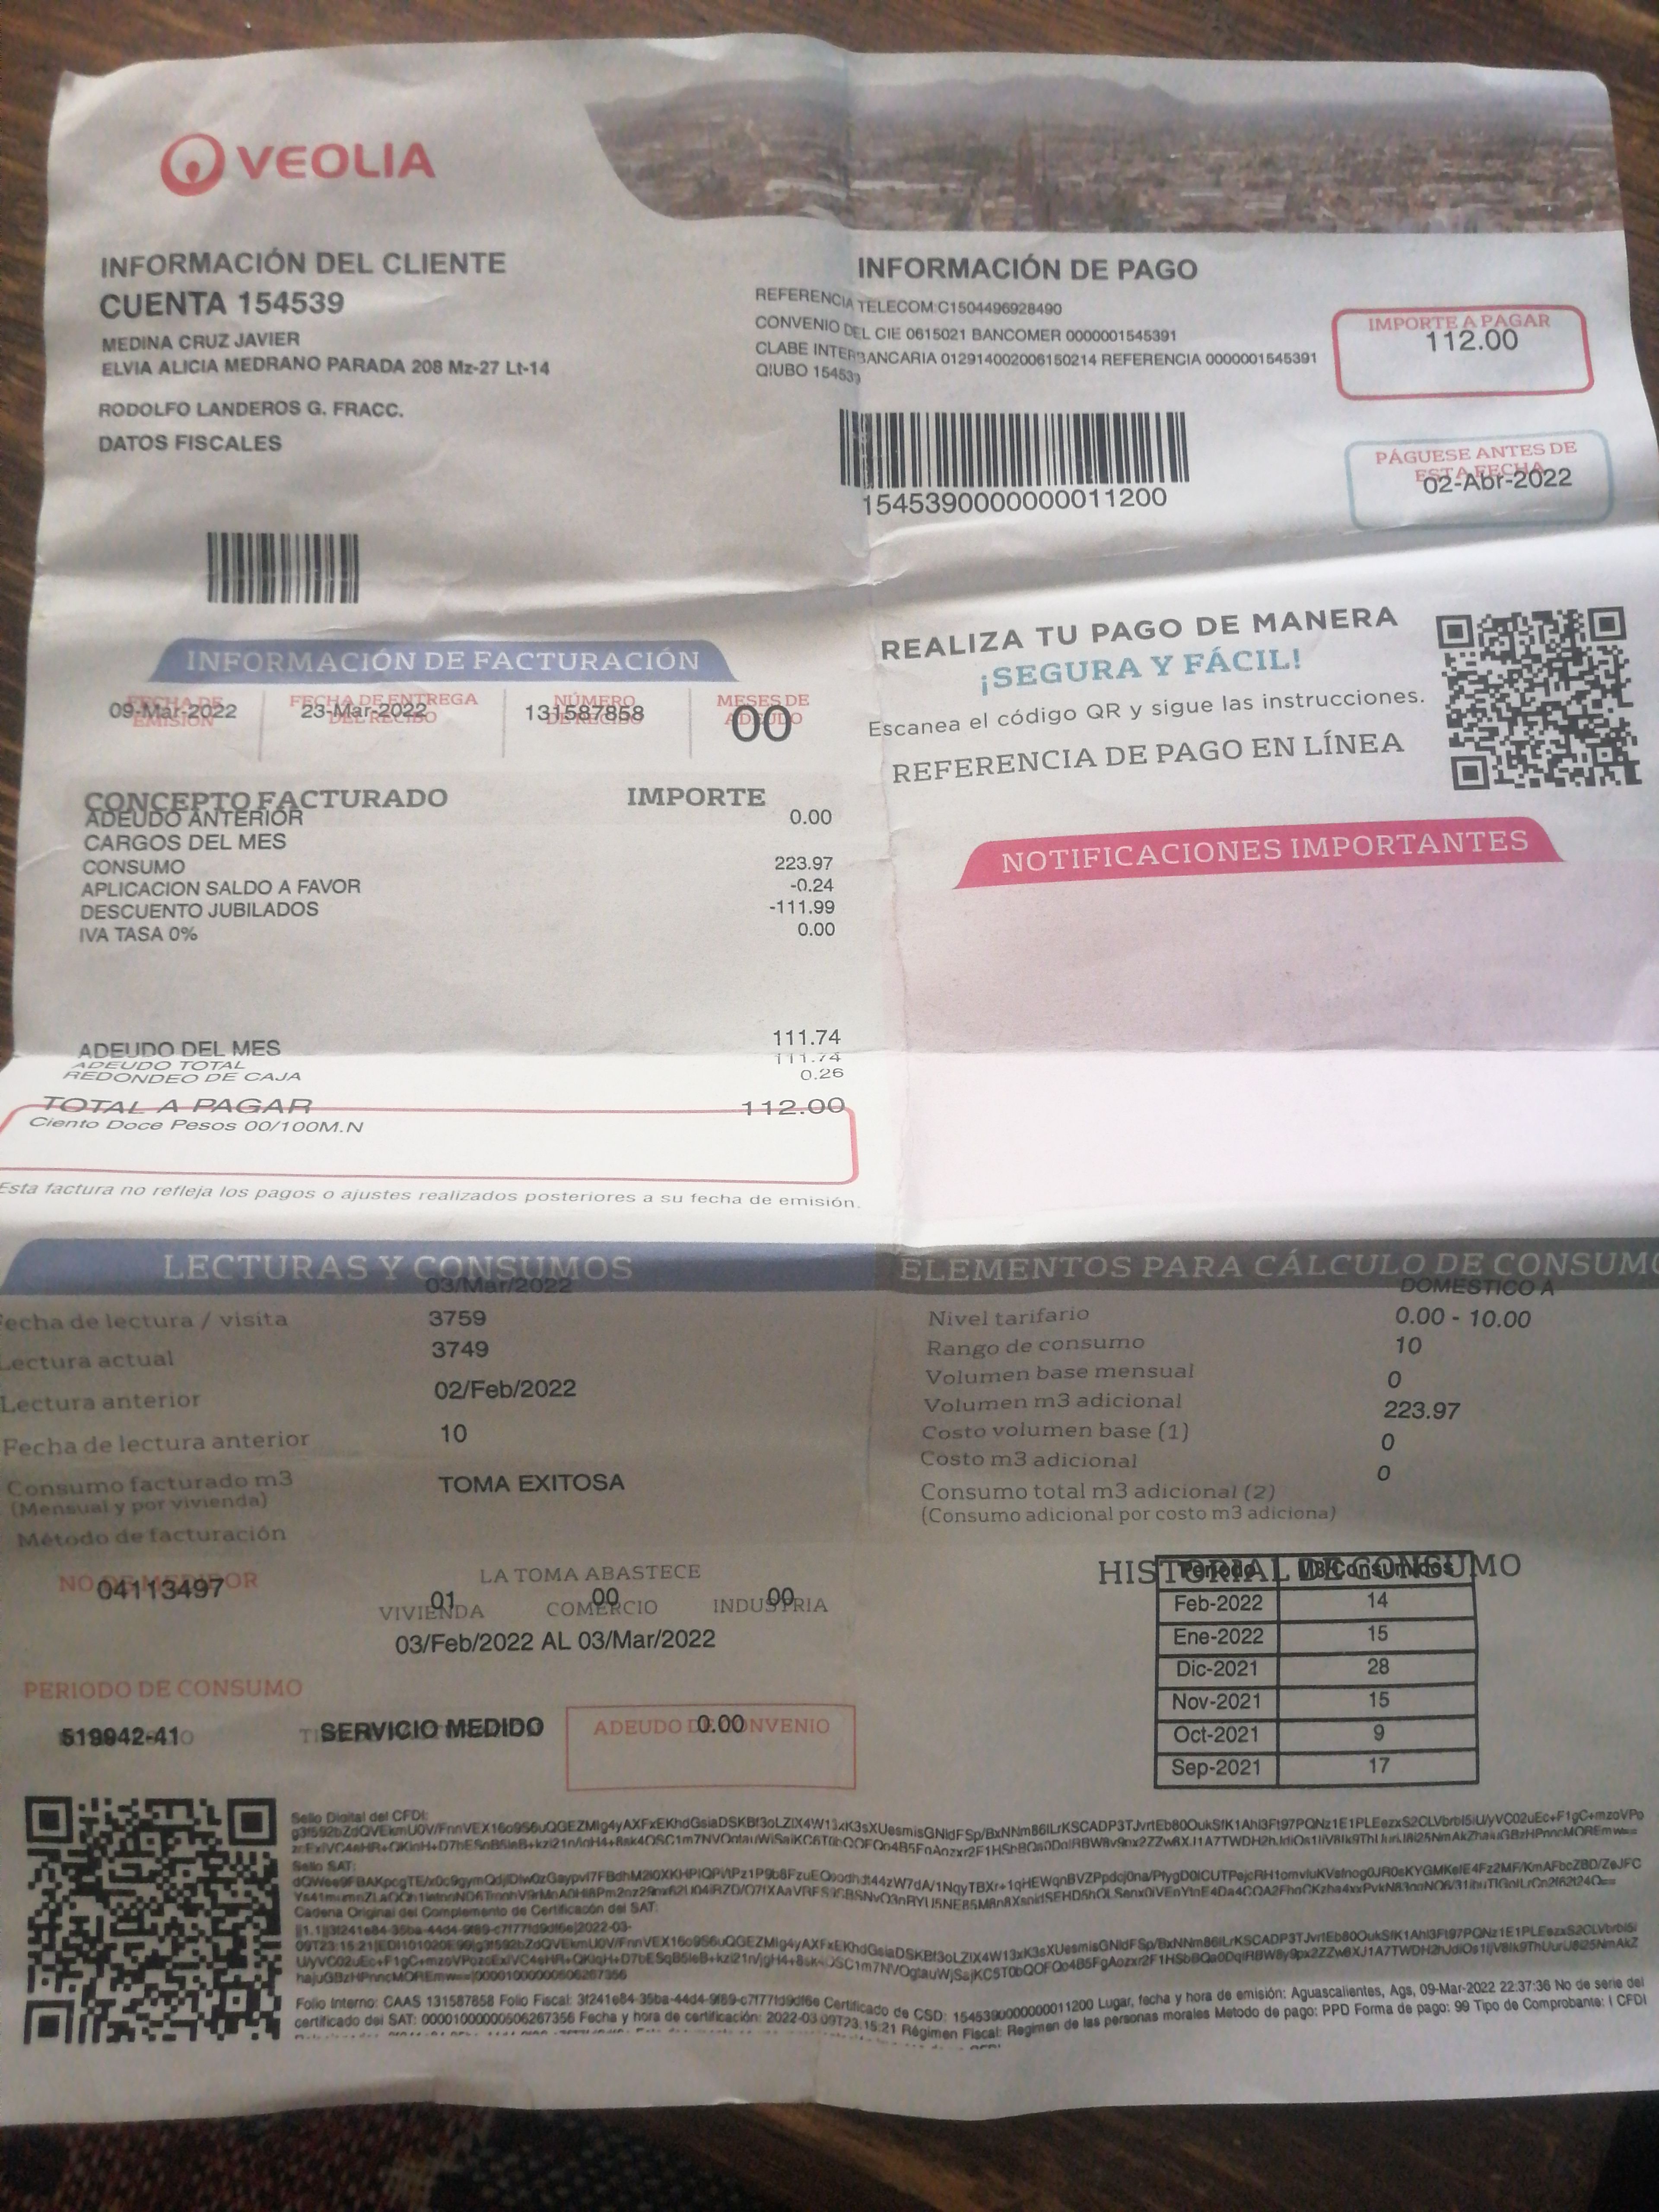 VEOLIA
INFORMACIÓN DEL CLIENTE
CUENTA 154539
MEDINA CRUZ JAVIER
ELVIA ALICIA MEDRANO PARADA 208 Mz-27 Lt-14
RODOLFO LANDEROS G. FRACC.
DATOS FISCALES
INFORMACIÓN DE PAGO
REFERENCIA TELECOM:C1504496928490
CONVENIO DEL CIE 0615021 BANCOMER 0000001545391
CLABE INTERBANCARIA 012914002006150214 REFERENCIA 0000001545391
QIUBO 154539
IMPORTE A PAGAR
112.00
1545390000000011200
PÁGUESE ANTES DE
ESTA FECHA
02-Abr-2022
INFORMACIÓN DE FACTURACIÓN
FECHA DE EMISIÓN
09-Mar-2022
FECHA DE ENTREGA DEL RECIBO
23-Mar-2022
NÚMERO DE RECIBO
131587858
MESES DE ADEUDO
00
REALIZA TU PAGO DE MANERA
¡SEGURA Y FÁCIL!
Escanea el código QR y sigue las instrucciones.
REFERENCIA DE PAGO EN LÍNEA
CONCEPTO FACTURADO IMPORTE
ADEUDO ANTERIOR 0.00
CARGOS DEL MES
CONSUMO 223.97
APLICACION SALDO A FAVOR -0.24
DESCUENTO JUBILADOS -111.99
IVA TASA 0% 0.00
ADEUDO DEL MES 111.74
ADEUDO TOTAL 111.74
REDONDEO DE CAJA 0.26
TOTAL A PAGAR 112.00
Ciento Doce Pesos 00/100M.N
Esta factura no refleja los pagos o ajustes realizados posteriores a su fecha de emisión.
NOTIFICACIONES IMPORTANTES
LECTURAS Y CONSUMOS
03/Mar/2022
Fecha de lectura / visita 3759
Lectura actual 3749
Lectura anterior 02/Feb/2022
Fecha de lectura anterior 10
Consumo facturado m3 TOMA EXITOSA
(Mensual y por vivienda)
Método de facturación
ELEMENTOS PARA CÁLCULO DE CONSUMO
DOMESTICO A
Nivel tarifario 0.00 - 10.00
Rango de consumo 10
Volumen base mensual 0
Volumen m3 adicional 223.97
Costo volumen base (1) 0
Costo m3 adicional 0
Consumo total m3 adicional (2)
(Consumo adicional por costo m3 adiciona)
NO. DE MEDIDOR
04113497
LA TOMA ABASTECE
01 00 00
VIVIENDA COMERCIO INDUSTRIA
03/Feb/2022 AL 03/Mar/2022
PERIODO DE CONSUMO
519942-41
SERVICIO MEDIDO
ADEUDO DE CONVENIO
0.00
HISTORIAL DE CONSUMO
Periodo M3 Consumidos
Feb-2022 14
Ene-2022 15
Dic-2021 28
Nov-2021 15
Oct-2021 9
Sep-2021 17
Sello Digital del CFDI:
Sello SAT:
Cadena Original del Complemento de Certificacón del SAT:
Folio Interno: CAAS 131587858 Folio Fiscal: 3f241e84-35ba-44d4-9f89-c7f77fd9df6e Certificado de CSD: 1545390000000011200 Lugar, fecha y hora de emisión: Aguascalientes, Ags, 09-Mar-2022 22:37:36 No de serie del
certificado del SAT: 00001000000506267356 Fecha y hora de certificación: 2022-03-09T23:15:21 Régimen Fiscal: Regimen de las personas morales Metodo de pago: PPD Forma de pago: 99 Tipo de Comprobante: I CFDI